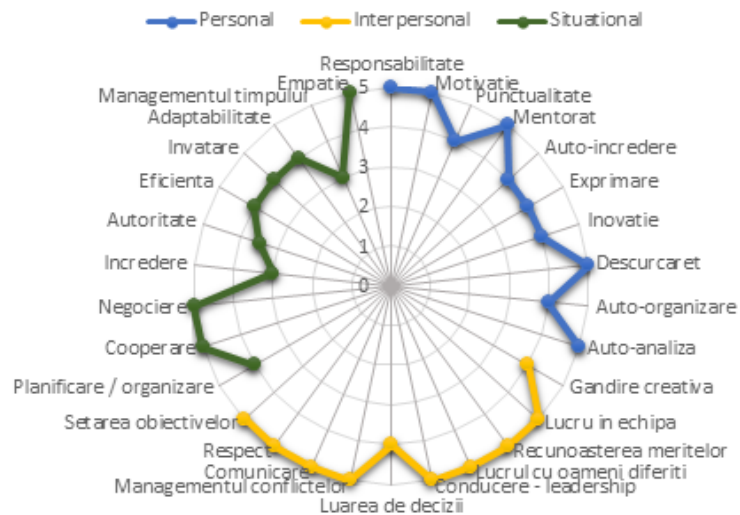 Personal Interpersonal Situational
Responsabilitate
Motivatie
Punctualitate
Mentorat
Auto-incredere
Exprimare
Inovatie
Descurcaret
Auto-organizare
Auto-analiza
Gandire creativa
Lucru in echipa
Recunoasterea meritelor
Lucrul cu oameni diferiti
Conducere - leadership
Luarea de decizii
Managementul conflictelor
Comunicare
Respect
Setarea obiectivelor
Planificare / organizare
Cooperare
Negociere
Incredere
Autoritate
Eficienta
Invatare
Adaptabilitate
Managementul timpului
Empatie
5
4
3
2
1
0